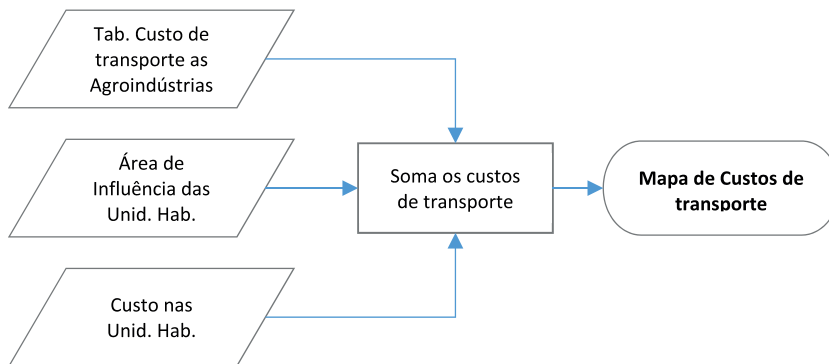 Tab. Custo de
transporte as
Agroindústrias
Área de
Influência das
Unid. Hab.
Custo nas
Unid. Hab.
Soma os custos
de transporte
Mapa de Custos de
transporte